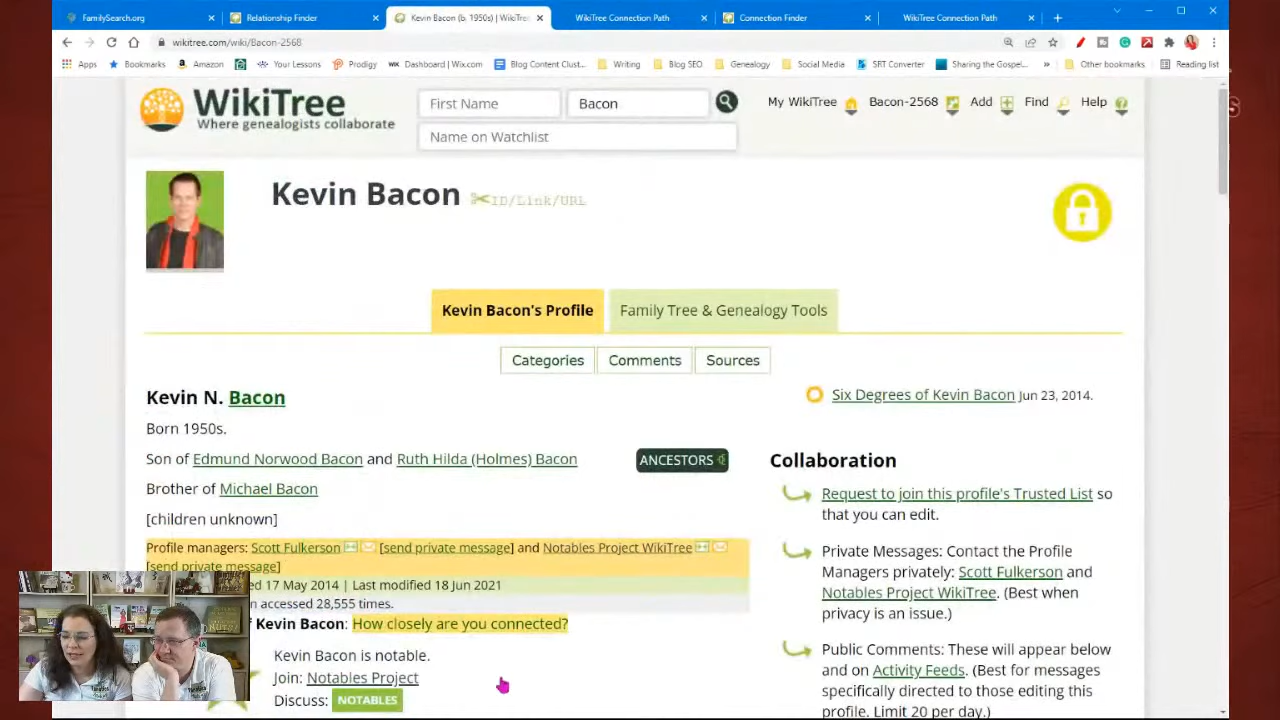 FamilySearch.org
Relationship Finder
Kevin Bacon (b. 1950s) | WikiTre
WikiTree Connection Path
Connection Finder
WikiTree Connection Path
wikitree.com/wiki/Bacon-2568
Apps Bookmarks Amazon Your Lessons Prodigy Dashboard | Wix.com Blog Content Clust... Writing Blog SEO Genealogy Social Media SRT Converter Sharing the Gospel... » Other bookmarks Reading list
WikiTree
Where genealogists collaborate
First Name Bacon
Name on Watchlist
My WikiTree Bacon-2568 Add Find Help
Kevin Bacon ID/Link/URL
Kevin Bacon's Profile Family Tree & Genealogy Tools
Categories Comments Sources
Kevin N. Bacon
Born 1950s.
Son of Edmund Norwood Bacon and Ruth Hilda (Holmes) Bacon
ANCESTORS
Brother of Michael Bacon
[children unknown]
Profile managers: Scott Fulkerson [send private message] and Notables Project WikiTree
[send private message]
ed 17 May 2014 | Last modified 18 Jun 2021
n accessed 28,555 times.
Kevin Bacon: How closely are you connected?
Kevin Bacon is notable.
Join: Notables Project
Discuss: NOTABLES
Six Degrees of Kevin Bacon Jun 23, 2014.
Collaboration
Request to join this profile's Trusted List so
that you can edit.
Private Messages: Contact the Profile
Managers privately: Scott Fulkerson and
Notables Project WikiTree. (Best when
privacy is an issue.)
Public Comments: These will appear below
and on Activity Feeds. (Best for messages
specifically directed to those editing this
profile. Limit 20 per day.)